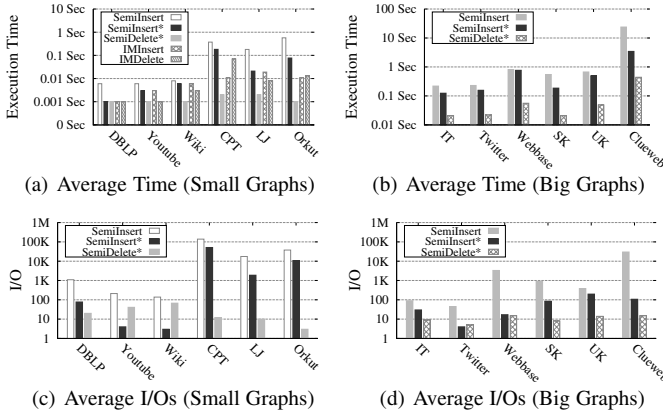 Execution Time
10 Sec
1 Sec
0.1 Sec
0.01 Sec
0.001 Sec
0 Sec
SemiInsert
SemiInsert*
SemiDelete*
IMInsert
IMDelete
DBLP
Youtube
Wiki
CPT
LJ
Orkut
(a) Average Time (Small Graphs)
Execution Time
100 Sec
10 Sec
1 Sec
0.1 Sec
0.01 Sec
SemiInsert
SemiInsert*
SemiDelete*
IT
Twitter
Webbase
SK
UK
Clueweb
(b) Average Time (Big Graphs)
I/O
1M
100K
10K
1K
100
10
1
SemiInsert
SemiInsert*
SemiDelete*
DBLP
Youtube
Wiki
CPT
LJ
Orkut
(c) Average I/Os (Small Graphs)
I/O
1M
100K
10K
1K
100
10
1
SemiInsert
SemiInsert*
SemiDelete*
IT
Twitter
Webbase
SK
UK
Clueweb
(d) Average I/Os (Big Graphs)